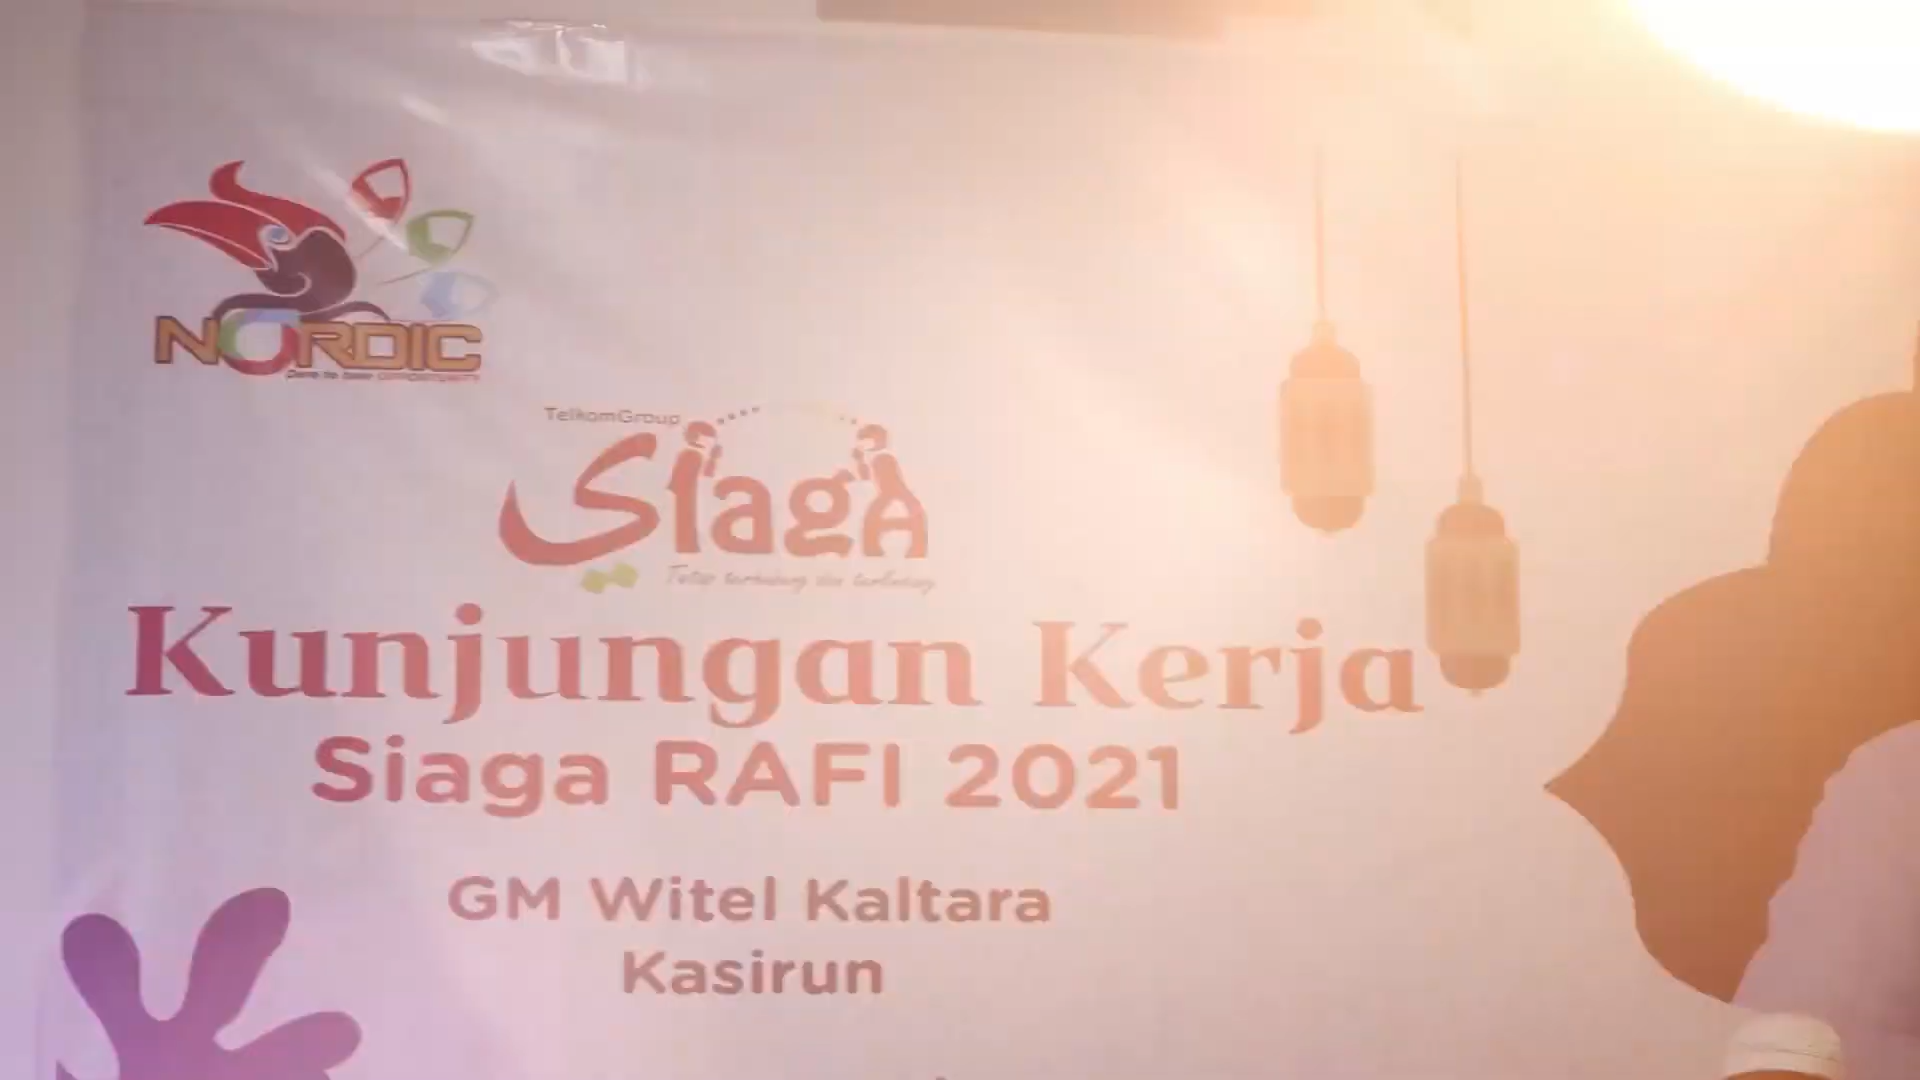 NORDIC
TelkomGroup
Siaga
Kunjungan Kerja
Siaga RAFI 2021
GM Witel Kaltara
Kasirun